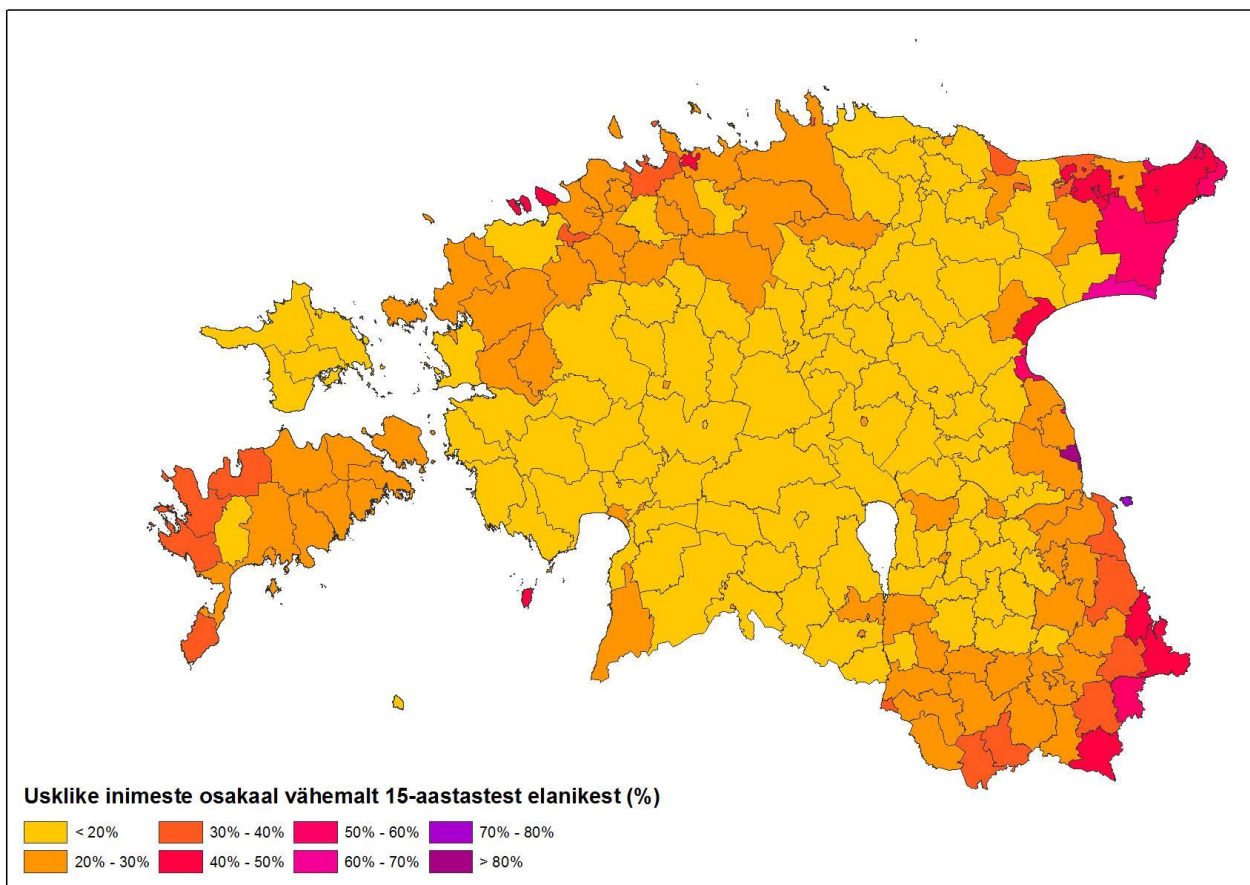 Usklike inimeste osakaal vähemalt 15-aastastest elanikest (%)
< 20% 30% - 40% 50% - 60% 70% - 80%
20% - 30% 40% - 50% 60% - 70% > 80%